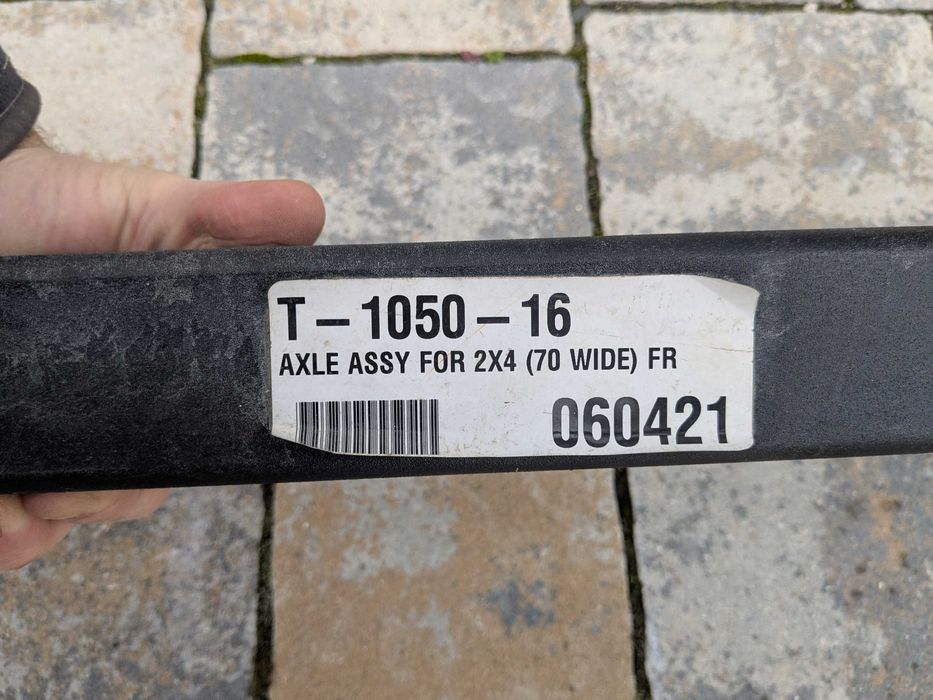 T – 1050 – 16
AXLE ASSY FOR 2X4 (70 WIDE) FR
060421